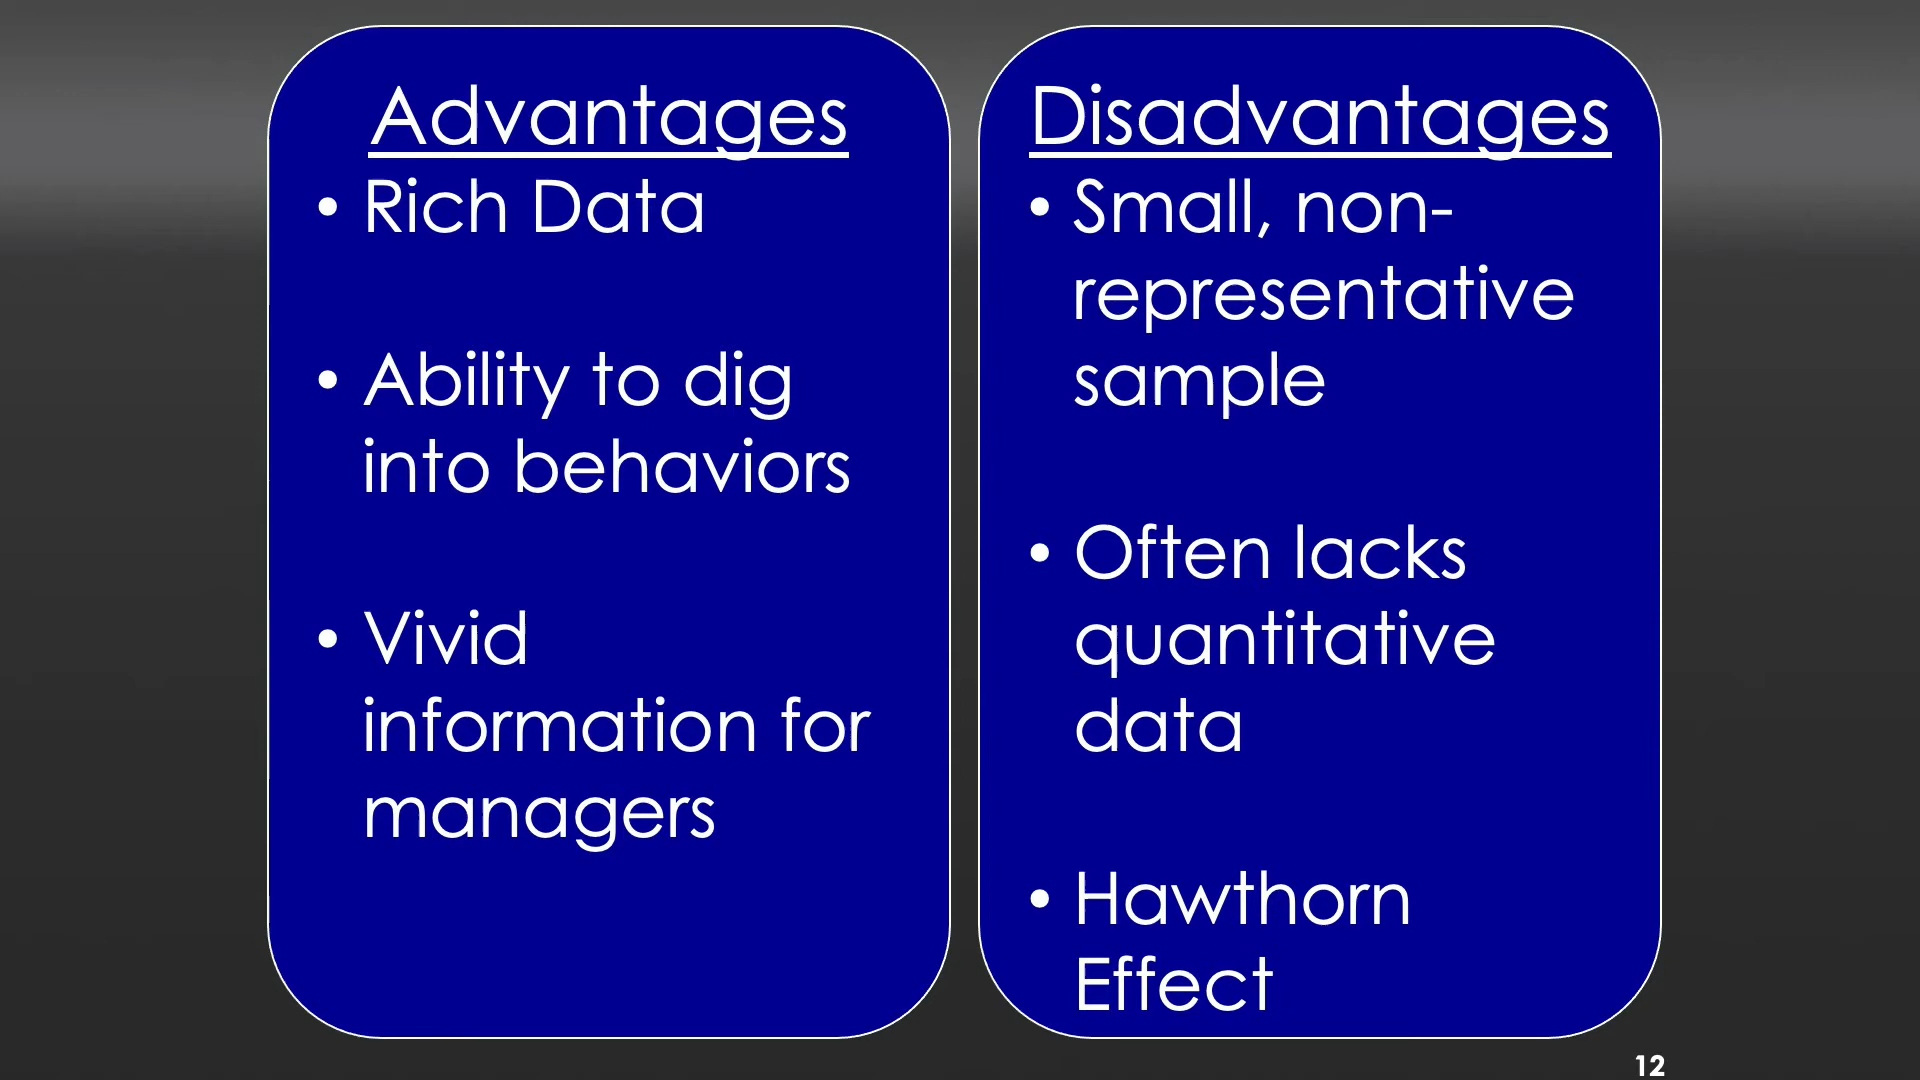 Advantages
• Rich Data
• Ability to dig
into behaviors
• Vivid
information for
managers
Disadvantages
• Small, non-
representative
sample
• Often lacks
quantitative
data
• Hawthorn
Effect
12